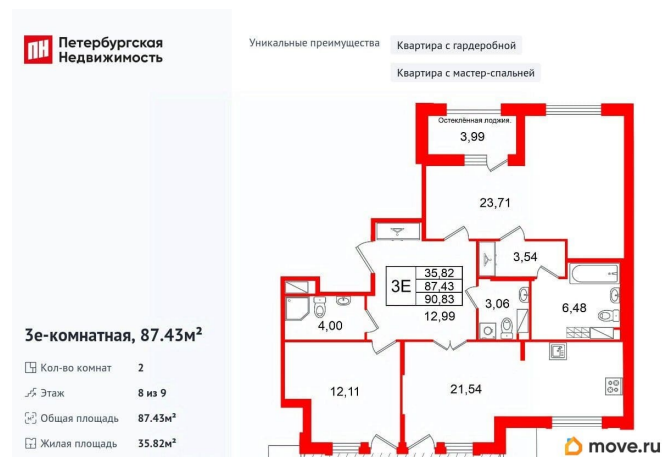 ПН
Петербургская
Недвижимость
Уникальные преимущества
Квартира с гардеробной
Квартира с мастер-спальней
Остеклённая лоджия.
3,99
23,71
3,54
3Е
35,82
87,43
90,83
3,06
6,48
4,00
12,99
12,11
21,54
3е-комнатная, 87.43м²
Кол-во комнат 2
Этаж 8 из 9
Общая площадь 87.43м²
Жилая площадь 35.82м²
move.ru